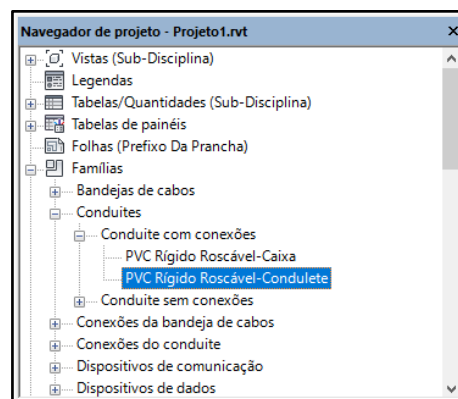 Navegador de projeto - Projeto1.rvt
Vistas (Sub-Disciplina)
Legendas
Tabelas/Quantidades (Sub-Disciplina)
Tabelas de painéis
Folhas (Prefixo Da Prancha)
Famílias
Bandejas de cabos
Conduites
Conduite com conexões
PVC Rígido Roscável-Caixa
PVC Rígido Roscável-Condulete
Conduite sem conexões
Conexões da bandeja de cabos
Conexões do conduite
Dispositivos de comunicação
Dispositivos de dados